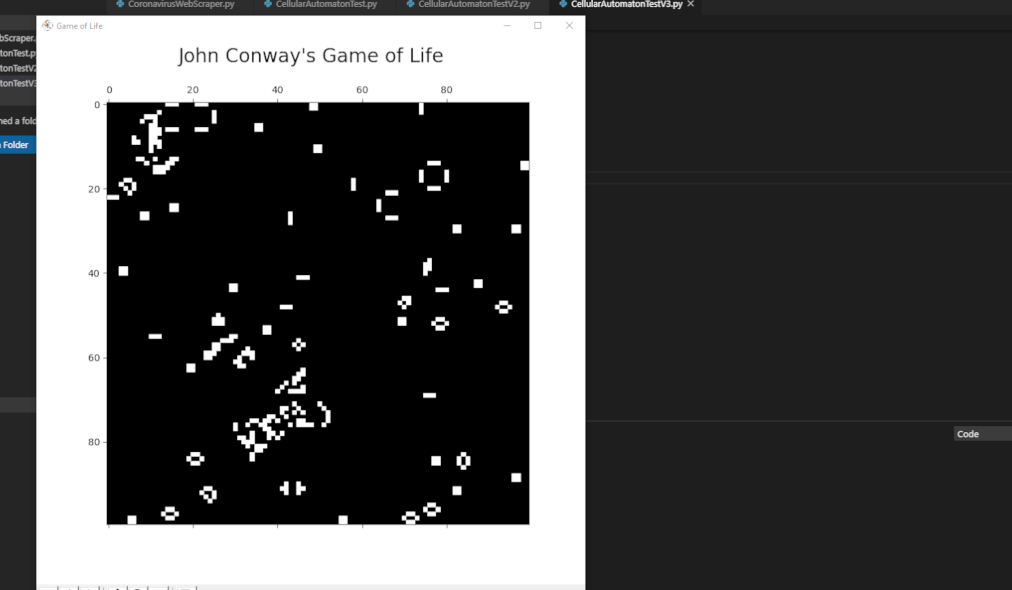 CoronavirusWebScraper.py CellularAutomatonTest.py CellularAutomatonTestV2.py CellularAutomatonTestV3.py
Game of Life
bScraper.
tonTest.p
tonTestV2
tonTestV3
ned a fold
Folder
John Conway's Game of Life
0 20 40 60 80
0
20
40
60
80
Code